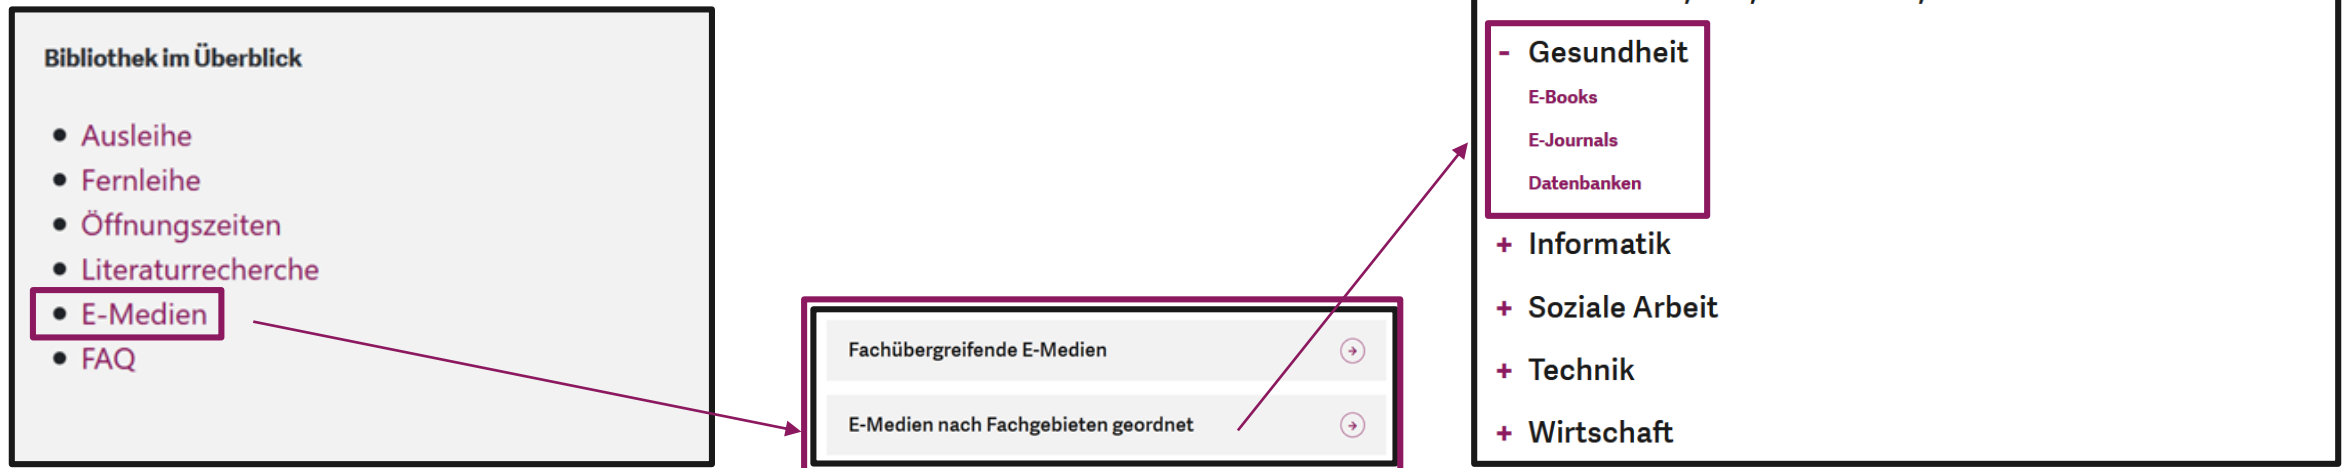 Bibliothek im Überblick
Ausleihe
Fernleihe
Öffnungszeiten
Literaturrecherche
E-Medien
FAQ
Fachübergreifende E-Medien
E-Medien nach Fachgebieten geordnet
- Gesundheit
E-Books
E-Journals
Datenbanken
+ Informatik
+ Soziale Arbeit
+ Technik
+ Wirtschaft